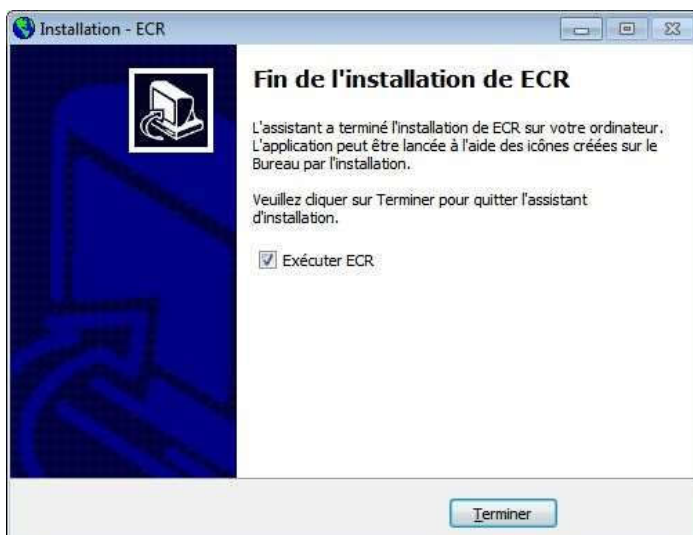 Installation - ECR
Fin de l'installation de ECR
L'assistant a terminé l'installation de ECR sur votre ordinateur.
L'application peut être lancée à l'aide des icônes créées sur le
Bureau par l'installation.
Veuillez cliquer sur Terminer pour quitter l'assistant
d'installation.
Exécuter ECR
Terminer